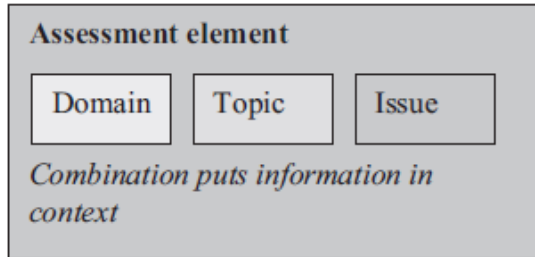 Assessment element
Domain
Topic
Issue
Combination puts information in
context